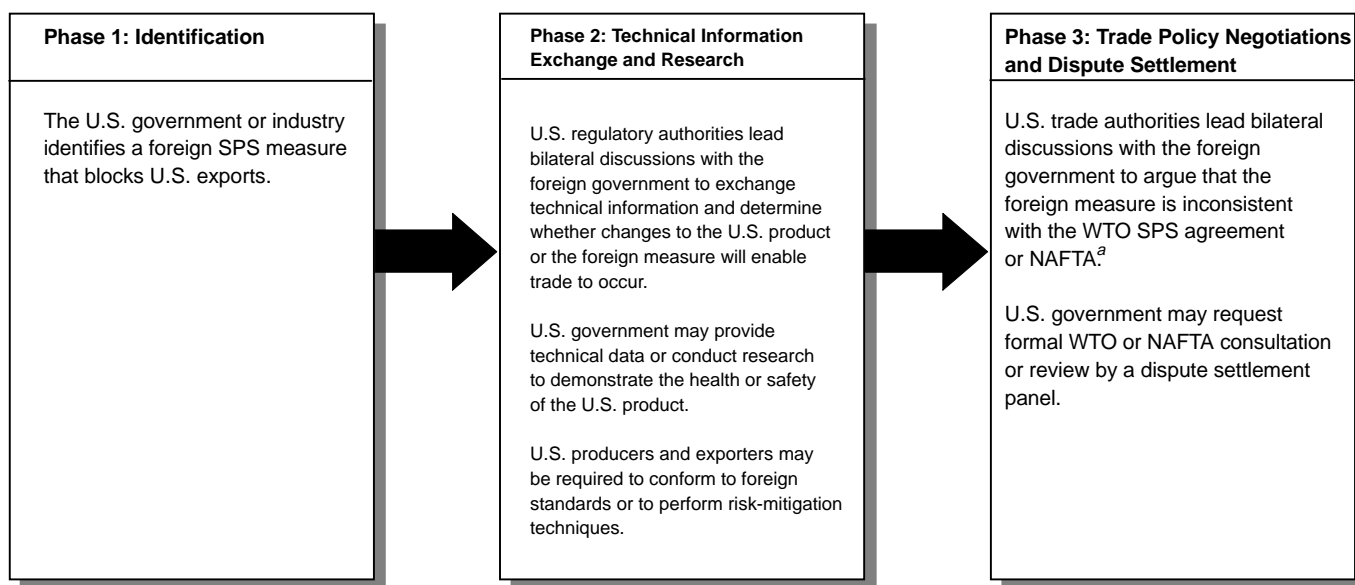 Phase 1: Identification
The U.S. government or industry
identifies a foreign SPS measure
that blocks U.S. exports.
Phase 2: Technical Information
Exchange and Research
U.S. regulatory authorities lead
bilateral discussions with the
foreign government to exchange
technical information and determine
whether changes to the U.S. product
or the foreign measure will enable
trade to occur.
U.S. government may provide
technical data or conduct research
to demonstrate the health or safety
of the U.S. product.
U.S. producers and exporters may
be required to conform to foreign
standards or to perform risk-mitigation
techniques.
Phase 3: Trade Policy Negotiations
and Dispute Settlement
U.S. trade authorities lead bilateral
discussions with the foreign
government to argue that the
foreign measure is inconsistent
with the WTO SPS agreement
or NAFTA.a
U.S. government may request
formal WTO or NAFTA consultation
or review by a dispute settlement
panel.